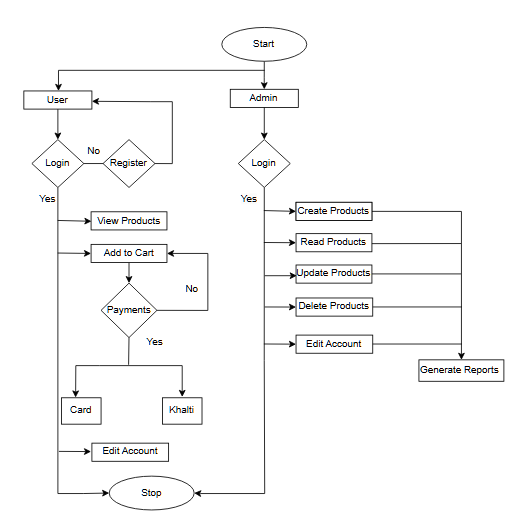 Start
User
Admin
No
Login
Register
Login
Yes
Yes
Create Products
View Products
Read Products
Add to Cart
Update Products
No
Payments
Delete Products
Yes
Edit Account
Generate Reports
Card
Khalti
Edit Account
Stop